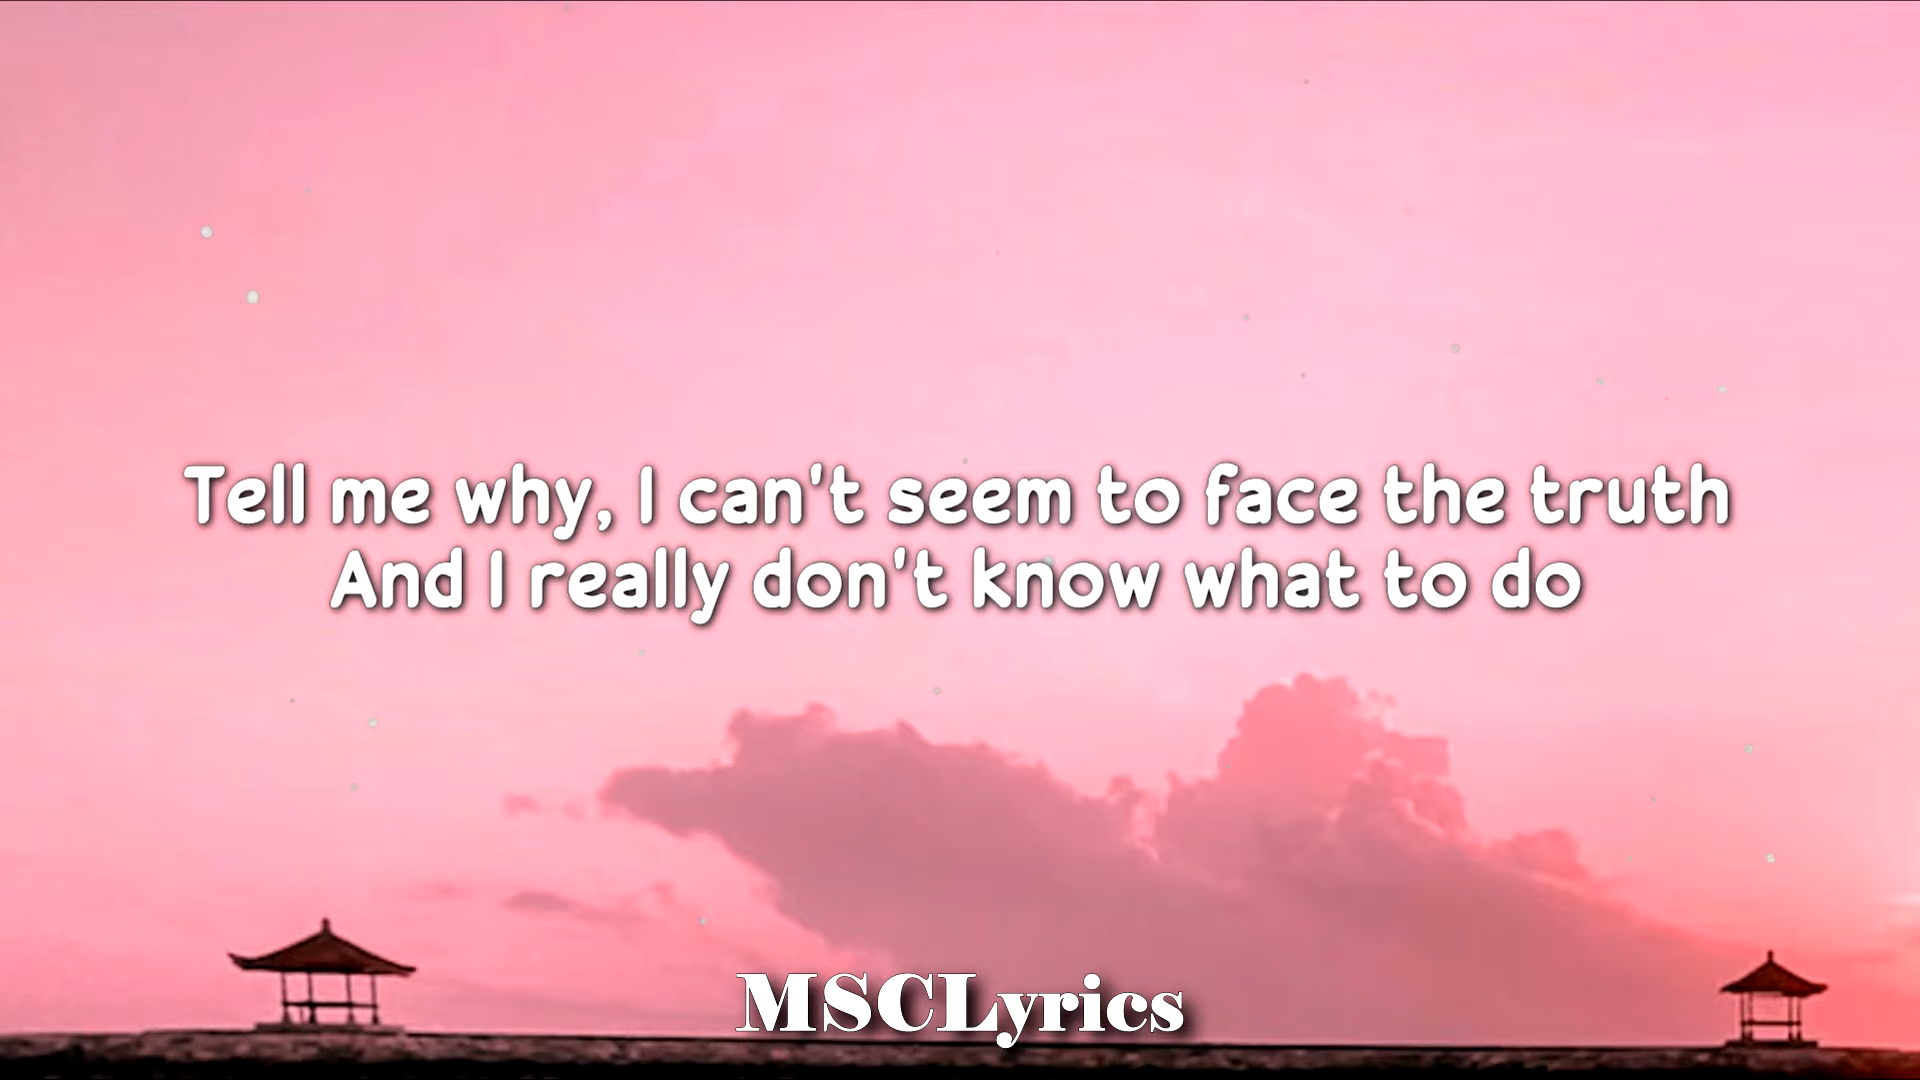 Tell me why, I can't seem to face the truth
And I really don't know what to do
MSCLyrics